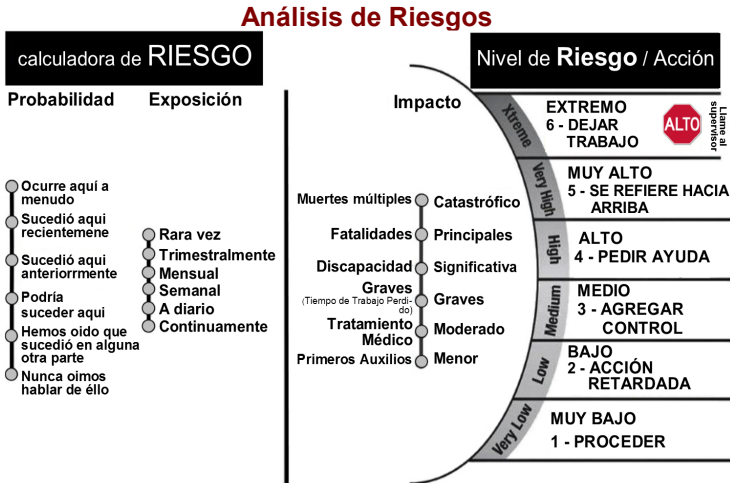 Análisis de Riesgos
calculadora de RIESGO
Nivel de Riesgo / Acción
Probabilidad
Exposición
Impacto
Ocurre aquí a
menudo
Sucedió aqui
recientemene
Sucedió aqui
anteriorrmente
Podría
suceder aqui
Hemos oido que
sucedió en alguna
otra parte
Nunca oimos
hablar de éllo
Rara vez
Trimestralmente
Mensual
Semanal
A diario
Continuamente
Muertes múltiples
Fatalidades
Discapacidad
Graves
(Tiempo de Trabajo Perdi-
do)
Tratamiento
Médico
Primeros Auxilios
Catastrófico
Principales
Significativa
Graves
Moderado
Menor
Xtreme
Very High
High
Medium
Low
Very Low
EXTREMO
6 - DEJAR
TRABAJO
ALTO
Llame al
supervisor
MUY ALTO
5 - SE REFIERE HACIA
ARRIBA
ALTO
4 - PEDIR AYUDA
MEDIO
3 - AGREGAR
CONTROL
BAJO
2 - ACCIÓN
RETARDADA
MUY BAJO
1 - PROCEDER